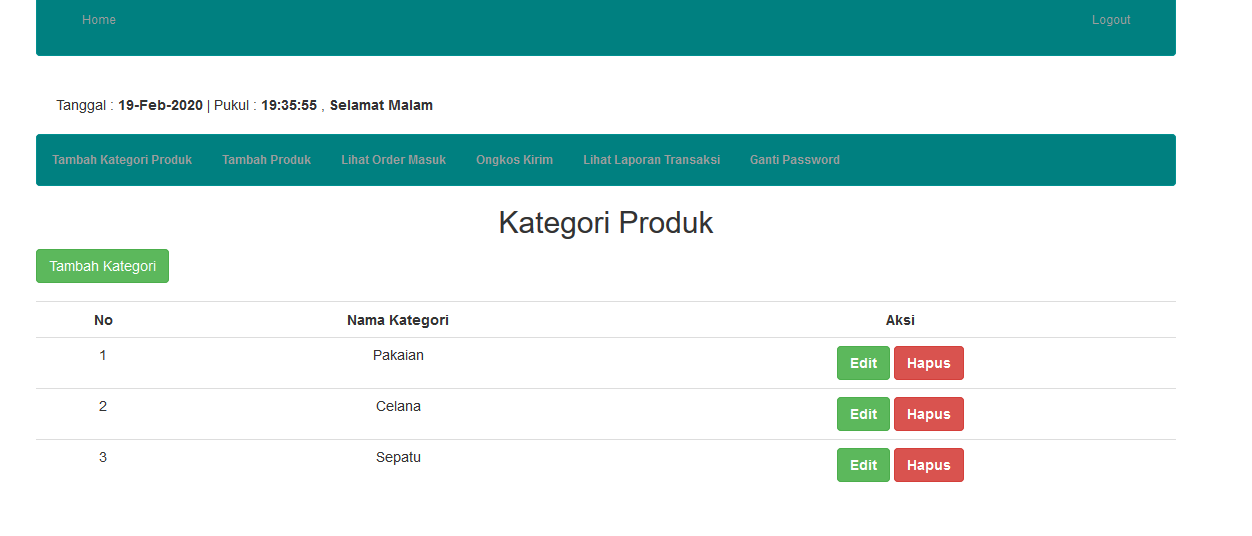 Home Logout
Tanggal : 19-Feb-2020 | Pukul : 19:35:55 , Selamat Malam
Tambah Kategori Produk Tambah Produk Lihat Order Masuk Ongkos Kirim Lihat Laporan Transaksi Ganti Password
Kategori Produk
Tambah Kategori
No Nama Kategori Aksi
1 Pakaian Edit Hapus
2 Celana Edit Hapus
3 Sepatu Edit Hapus